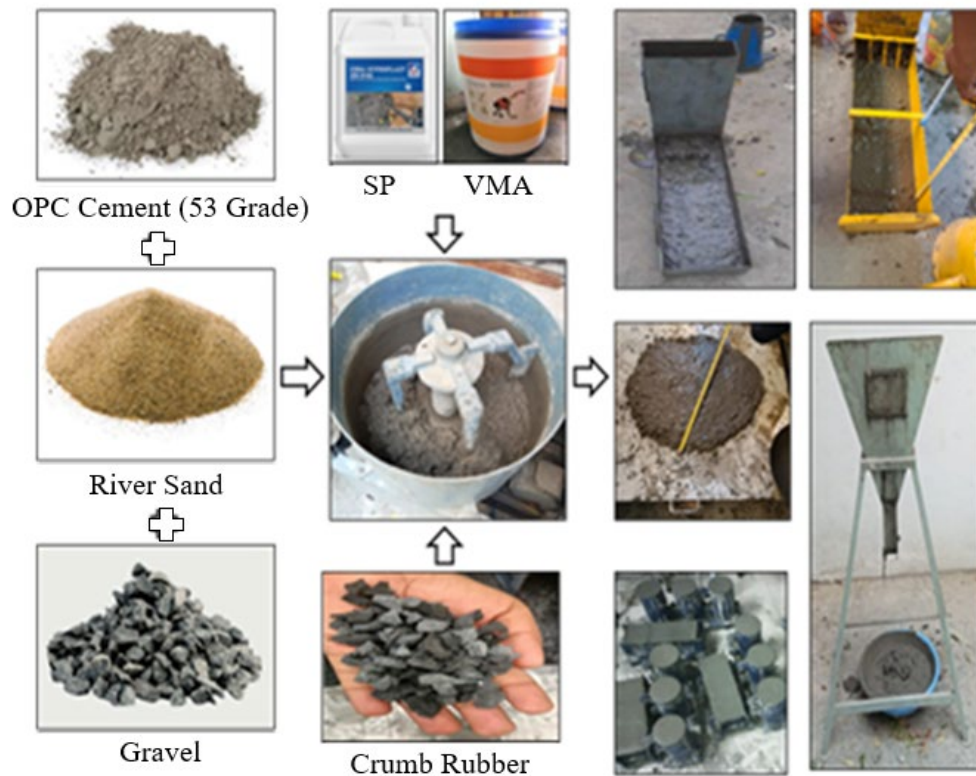 SP
VMA
OPC Cement (53 Grade)
River Sand
Gravel
Crumb Rubber